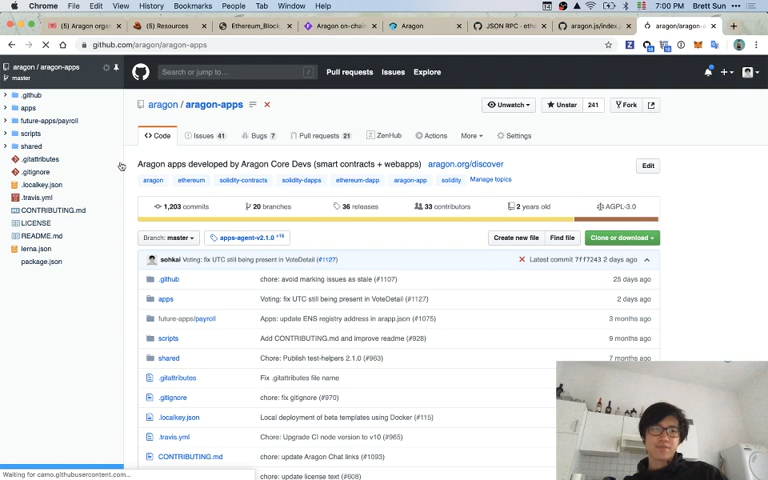 Chrome File Edit View History Bookmarks People Tab Window Help 7:00 PM Brett Sun
(5) Aragon organ Resources Ethereum_Block Aragon on-chain Aragon JSON RPC · eth argon.js/index. aragon/aragon-ap
github.com/aragon/aragon-apps
aragon / aragon-apps
master
Search or jump to... / Pull requests Issues Explore
.github
apps
future-apps/payroll
scripts
shared
.gitattributes
.gitignore
.localkey.json
.travis.yml
CONTRIBUTING.md
LICENSE
README.md
lerna.json
package.json
aragon / aragon-apps Unwatch Unstar 241 Fork
Code Issues 41 Bugs 7 Pull requests 21 ZenHub Actions More Settings
Aragon apps developed by Aragon Core Devs (smart contracts + webapps) aragon.org/discover Edit
aragon ethereum solidity-contracts solidity-dapps ethereum-dapp aragon-app solidity Manage topics
1,203 commits 20 branches 36 releases 33 contributors 2 years old AGPL-3.0
Branch: master apps-agent-v2.1.0 +15 Create new file Find file Clone or download
sohkai Voting: fix UTC still being present in VoteDetail (#1127) Latest commit 7ff7243 2 days ago
.github chore: avoid marking issues as stale (#1107) 25 days ago
apps Voting: fix UTC still being present in VoteDetail (#1127) 2 days ago
future-apps/payroll Apps: update ENS registry address in arapp.json (#1075) 3 months ago
scripts Add CONTRIBUTING.md and improve readme (#928) 9 months ago
shared Chore: Publish test-helpers 2.1.0 (#963) 7 months ago
.gitattributes Fix .gitattributes file name
.gitignore chore: fix gitignore (#970)
.localkey.json Local deployment of beta templates using Docker (#115)
.travis.yml Chore: Upgrade CI node version to v10 (#965)
CONTRIBUTING.md chore: update Aragon Chat links (#1093)
chore: update license text (#608)
Waiting for camo.githubusercontent.com...